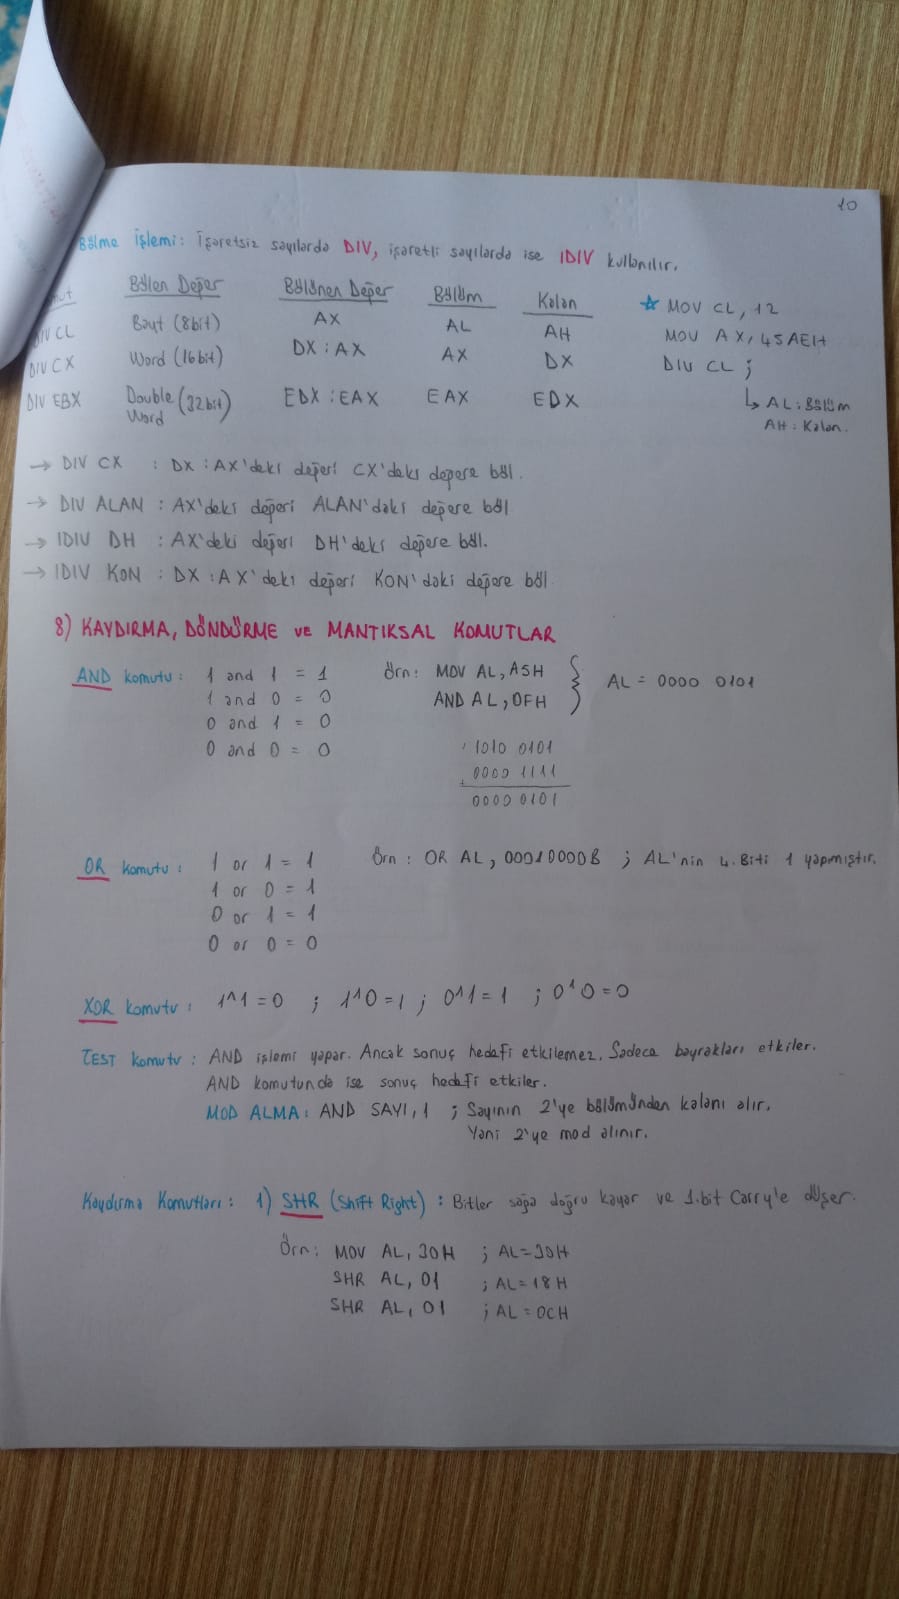 10
Bölme İşlemi: İşaretsiz sayılarda DIV, işaretli sayılarda ise IDIV kullanılır.
Bölen Değer Bölünen Değer Bölüm Kalan
DIV CL Bayt (8bit) AX AL AH
DIV CX Word (16bit) DX:AX AX DX
DIV EBX Double Word (32bit) EDX:EAX EAX EDX
☆ MOV CL, 12
MOV AX, 45AEH
DIV CL ;
↳ AL: Bölüm
AH: Kalan.
→ DIV CX : DX:AX'deki değeri CX'deki değere böl.
→ DIV ALAN : AX'deki değeri ALAN'daki değere böl
→ IDIV DH : AX'deki değeri DH'deki değere böl.
→ IDIV KON : DX:AX'deki değeri KON'daki değere böl
8) KAYDIRMA, DÖNDÜRME ve MANTIKSAL KOMUTLAR
AND komutu : 1 and 1 = 1
1 and 0 = 0
0 and 1 = 0
0 and 0 = 0
Örn: MOV AL, A5H
AND AL, 0FH
} AL = 0000 0101
1010 0101
0000 1111
0000 0101
OR komutu : 1 or 1 = 1
1 or 0 = 1
0 or 1 = 1
0 or 0 = 0
Örn : OR AL, 00010000B ; AL'nin 4. Biti 1 yapmıştır.
XOR komutu : 1^1=0 ; 1^0=1 ; 0^1=1 ; 0^0=0
TEST komutu : AND işlemi yapar. Ancak sonuç hedefi etkilemez. Sadece bayrakları etkiler.
AND komutunda ise sonuç hedefi etkiler.
MOD ALMA: AND SAYI, 1 ; Sayının 2'ye bölümünden kalanı alır.
Yani 2'ye mod alınır.
Kaydırma Komutları : 1) SHR (Shift Right) : Bitler sağa doğru kayar ve 1.bit Carry'e düşer.
Örn: MOV AL, 30H ; AL=30H
SHR AL, 01 ; AL=18H
SHR AL, 01 ; AL=0CH